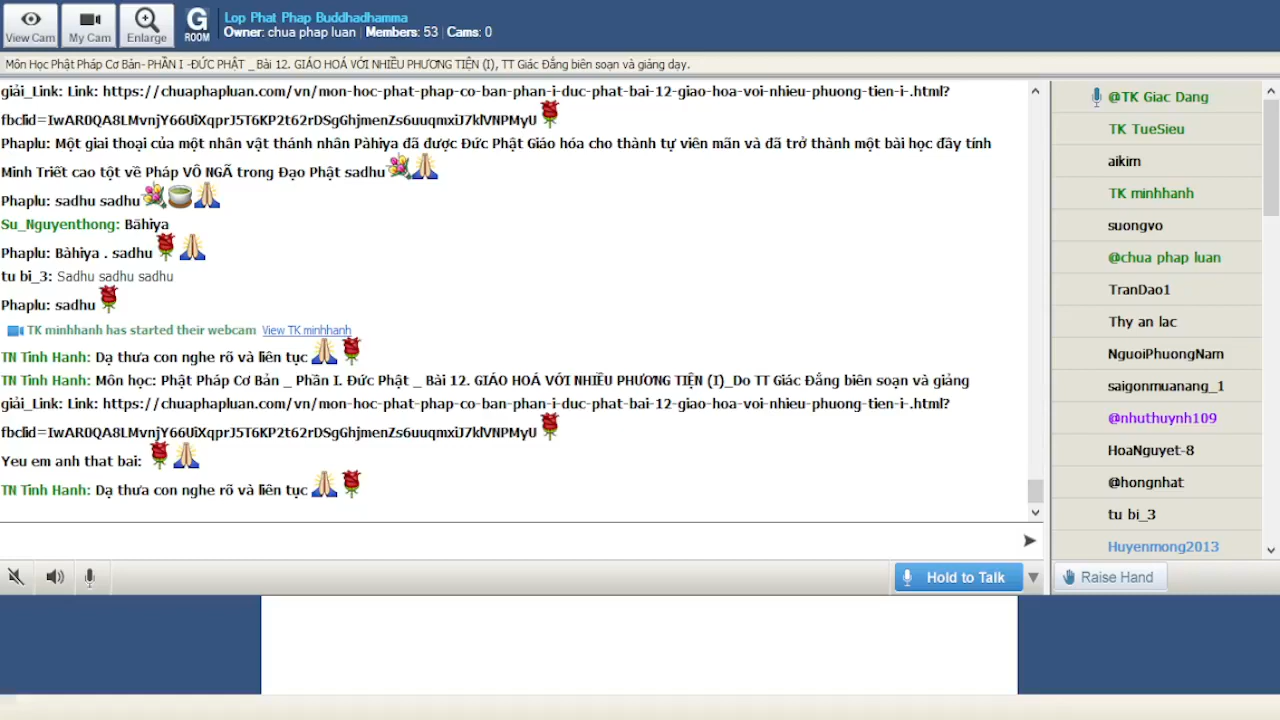 View Cam
My Cam
Enlarge
G
ROOM
Lop Phat Phap Buddhadhamma
Owner: chua phap luan | Members: 53 | Cams: 0
Môn Học Phật Pháp Cơ Bản- PHẦN I -ĐỨC PHẬT _ Bài 12. GIÁO HOÁ VỚI NHIỀU PHƯƠNG TIỆN (I), TT Giác Đẳng biên soạn và giảng dạy.
giải_Link: Link: https://chuaphapluan.com/vn/mon-hoc-phat-phap-co-ban-phan-i-duc-phat-bai-12-giao-hoa-voi-nhieu-phuong-tien-i-.html?
fbclid=IwAR0QA8LMvnjY66UiXqprJ5T6KP2t62rDSgGhjmenZs6uuqmxiJ7klVNPMyU
Phaplu: Một giai thoại của một nhân vật thánh nhân Pàhiya đã được Đức Phật Giáo hóa cho thành tự viên mãn và đã trở thành một bài học đầy tính
Minh Triết cao tột về Pháp VÔ NGÃ trong Đạo Phật sadhu
Phaplu: sadhu sadhu
Su_Nguyenthong: Bāhiya
Phaplu: Bàhiya . sadhu
tu bi_3: Sadhu sadhu sadhu
Phaplu: sadhu
TK minhhanh has started their webcam View TK minhhanh
TN Tinh Hanh: Dạ thưa con nghe rõ và liên tục
TN Tinh Hanh: Môn học: Phật Pháp Cơ Bản _ Phần I. Đức Phật _ Bài 12. GIÁO HOÁ VỚI NHIỀU PHƯƠNG TIỆN (I)_Do TT Giác Đẳng biên soạn và giảng
giải_Link: Link: https://chuaphapluan.com/vn/mon-hoc-phat-phap-co-ban-phan-i-duc-phat-bai-12-giao-hoa-voi-nhieu-phuong-tien-i-.html?
fbclid=IwAR0QA8LMvnjY66UiXqprJ5T6KP2t62rDSgGhjmenZs6uuqmxiJ7klVNPMyU
Yeu em anh that bai:
TN Tinh Hanh: Dạ thưa con nghe rõ và liên tục
Hold to Talk
@TK Giac Dang
TK TueSieu
aikim
TK minhhanh
suongvo
@chua phap luan
TranDao1
Thy an lac
NguoiPhuongNam
saigonmuanang_1
@nhuthuynh109
HoaNguyet-8
@hongnhat
tu bi_3
Huyenmong2013
Raise Hand